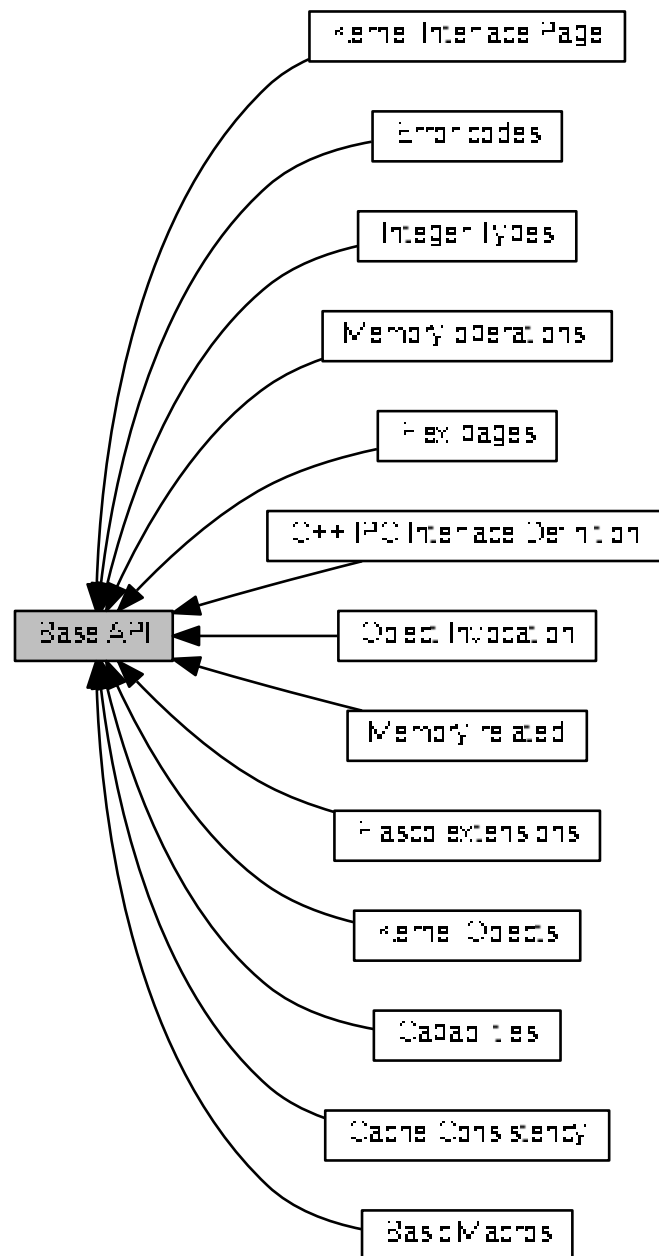 Kernel Interface Page
Error codes
Integer Types
Memory operations
Flex pages
C++ IPC Interface Definition
Base API
Object Invocation
Memory related
Fiasco extensions
Kernel Objects
Capabilities
Cache Consistency
Basic Macros